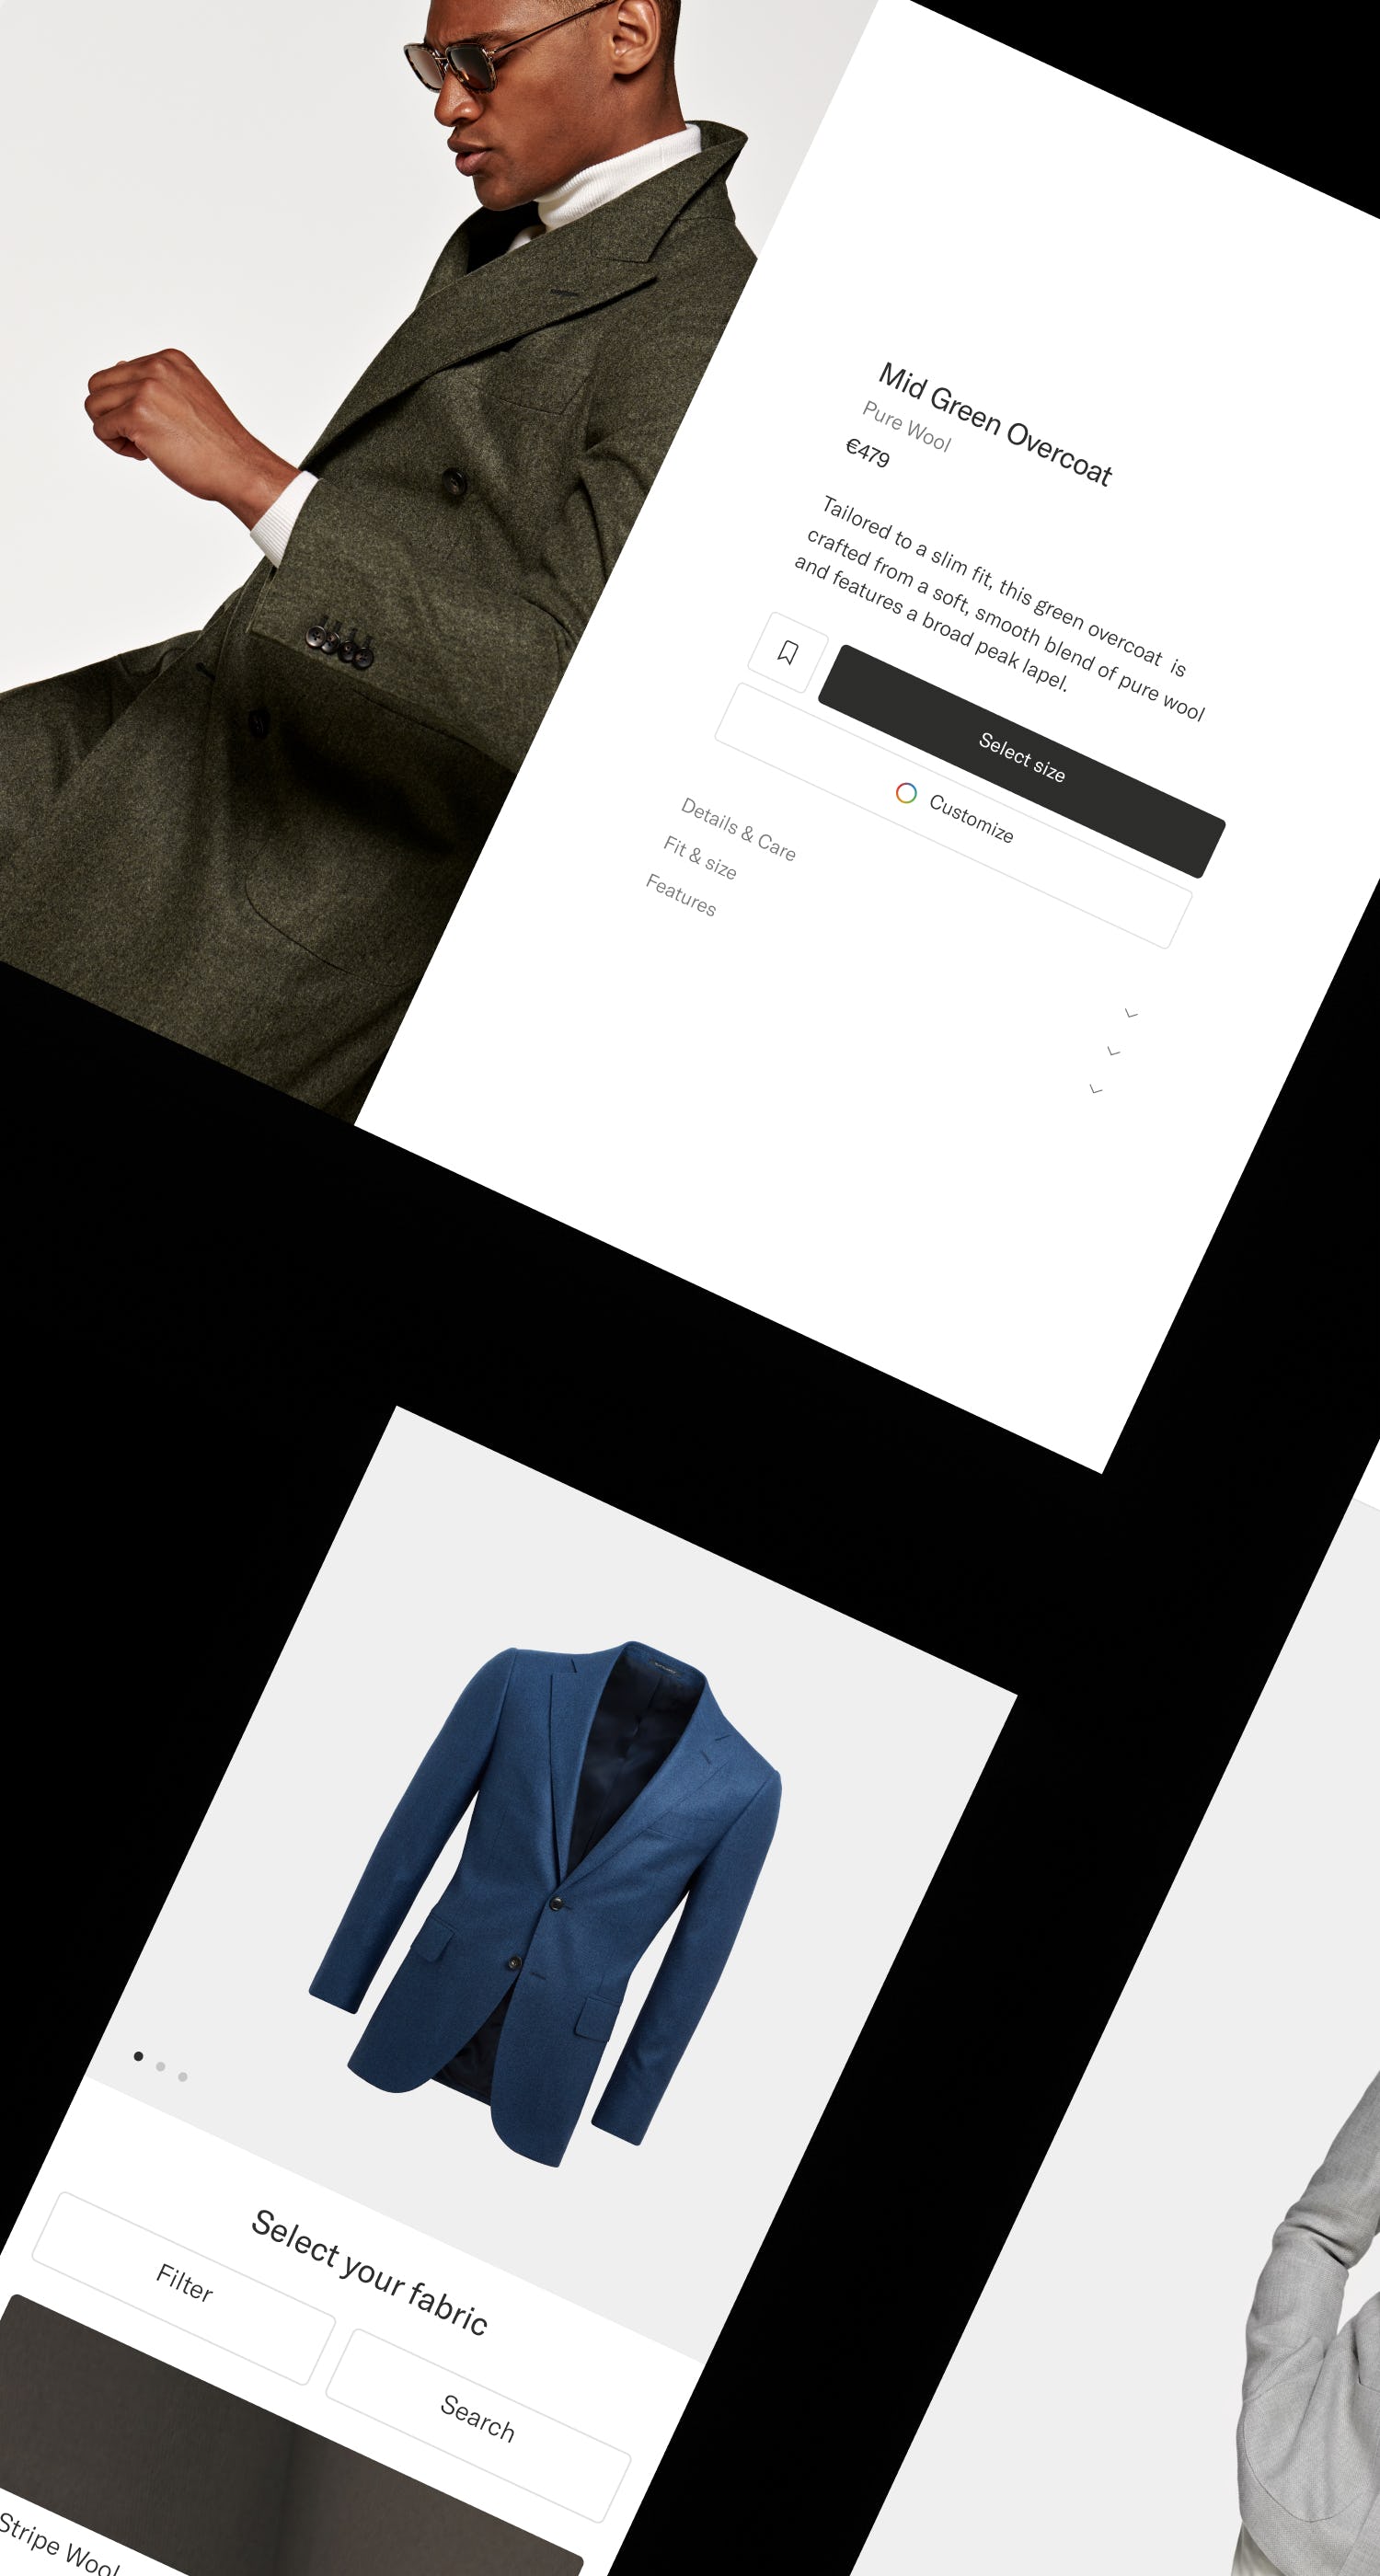 Mid Green Overcoat
Pure Wool
€479
Tailored to a slim fit, this green overcoat is
crafted from a soft, smooth blend of pure wool
and features a broad peak lapel.
Select size
Customize
Details & Care
Fit & size
Features
Select your fabric
Filter
Search
Stripe Wool